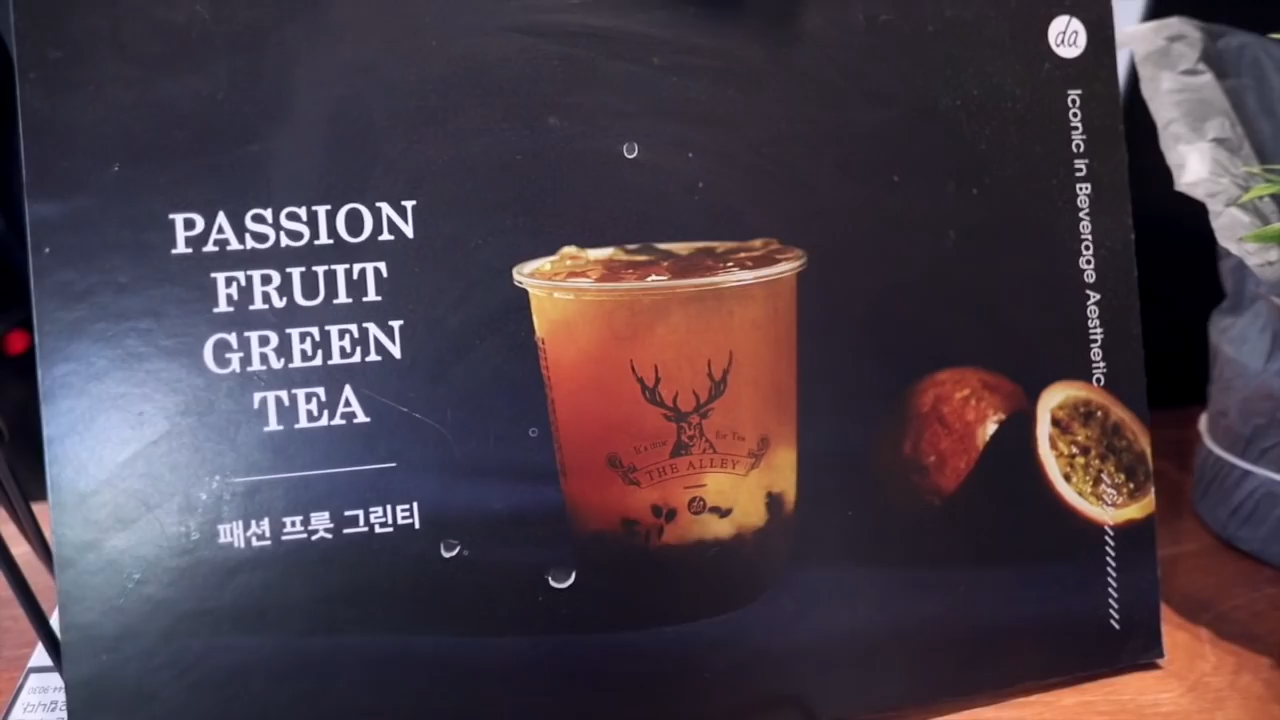 PASSION
FRUIT
GREEN
TEA
패션 프룻 그린티
It's time for Tea
THE ALLEY
da
da
Iconic in Beverage Aesthetic